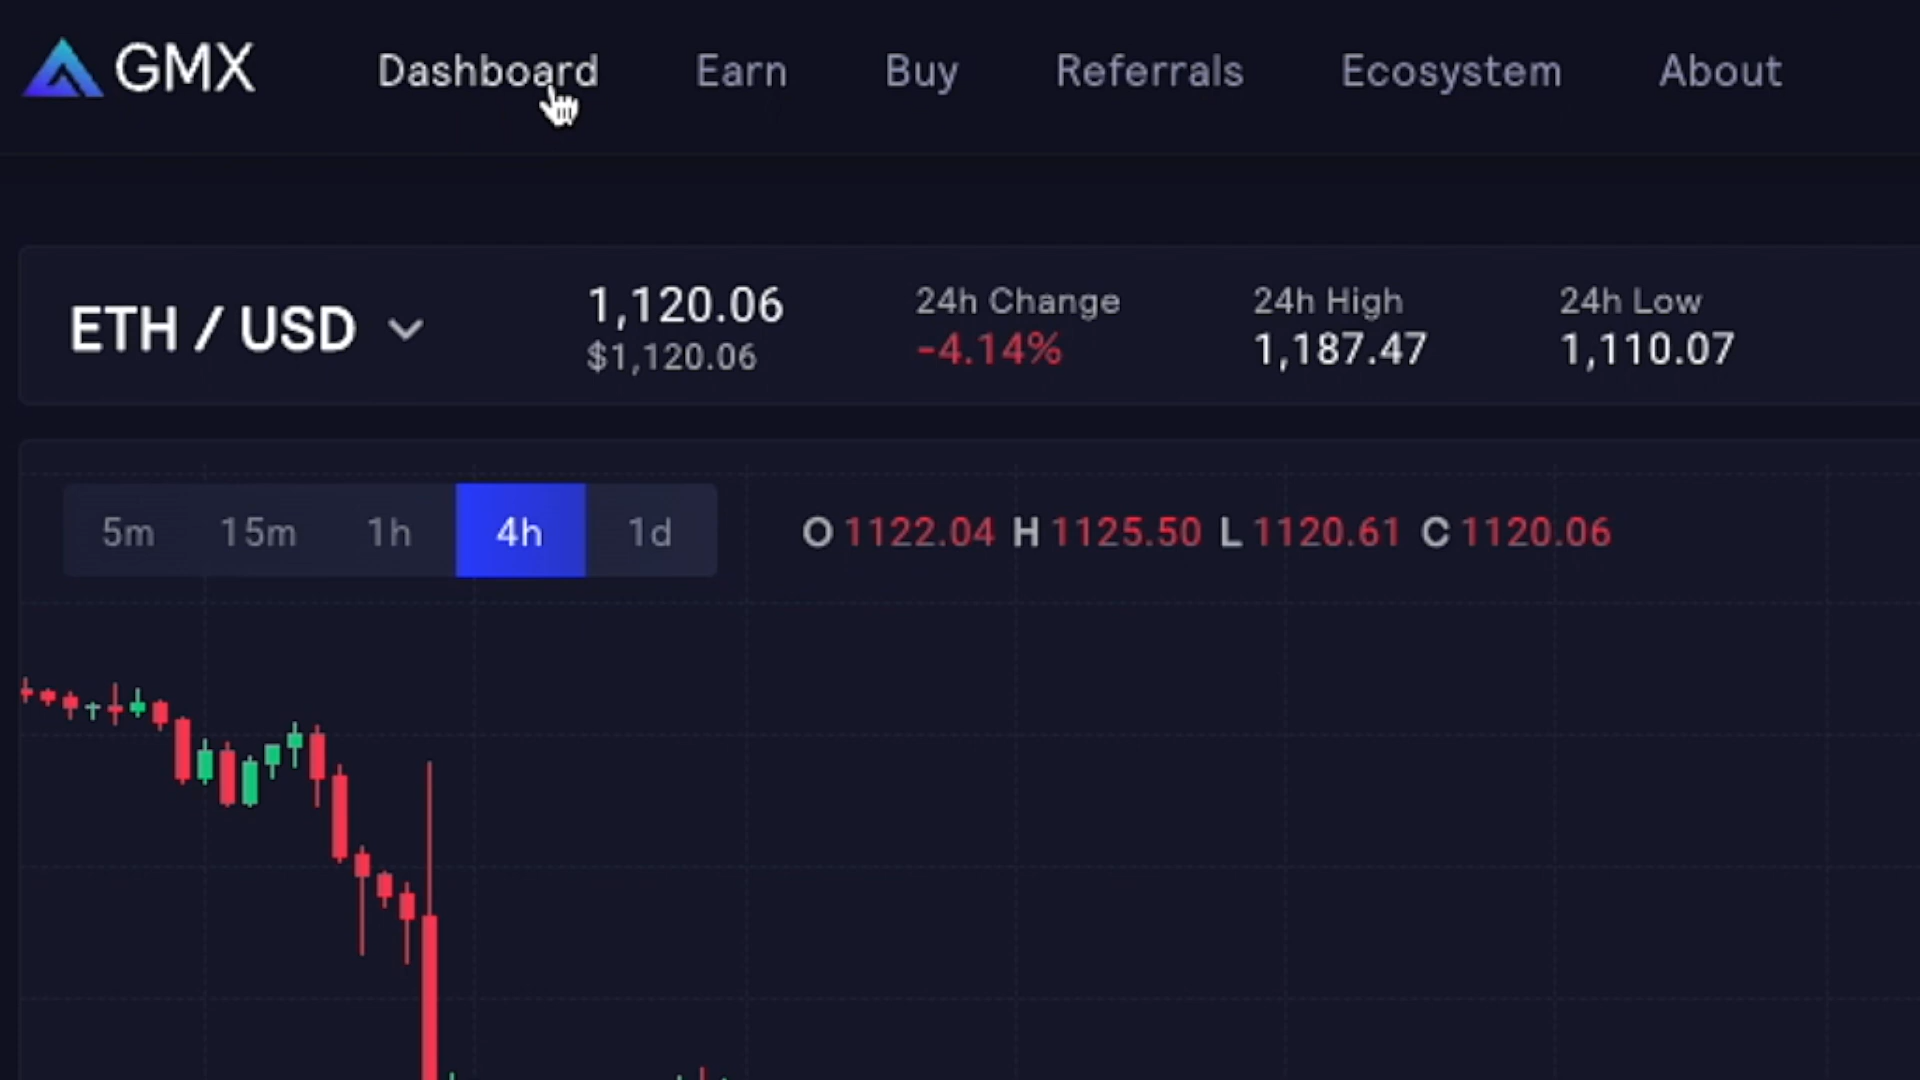 GMX Dashboard Earn Buy Referrals Ecosystem About
ETH / USD
1,120.06
$1,120.06
24h Change
-4.14%
24h High
1,187.47
24h Low
1,110.07
5m 15m 1h 4h 1d
O 1122.04 H 1125.50 L 1120.61 C 1120.06